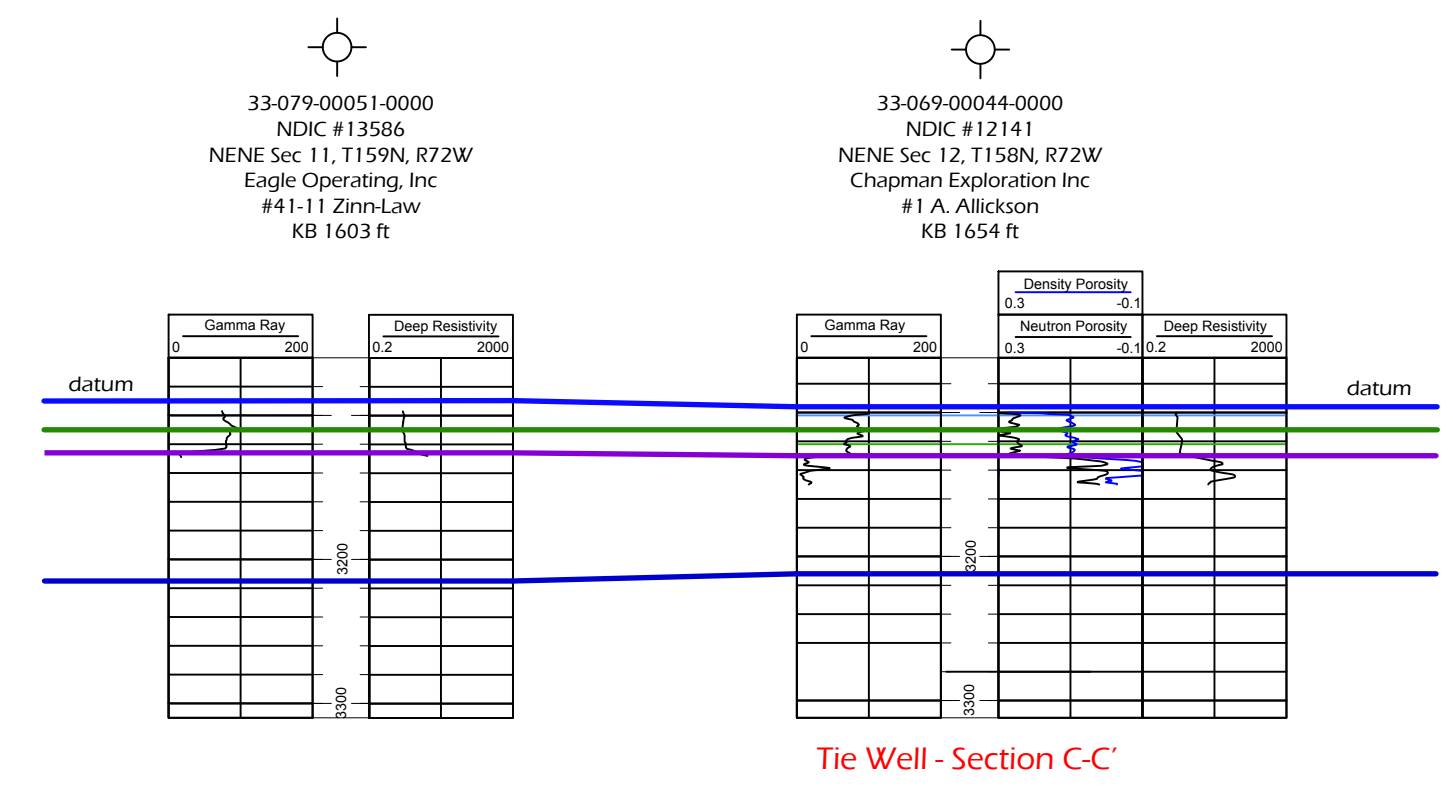 33-079-00051-0000
NDIC #13586
NENE Sec 11, T159N, R72W
Eagle Operating, Inc
#41-11 Zinn-Law
KB 1603 ft
33-069-00044-0000
NDIC #12141
NENE Sec 12, T158N, R72W
Chapman Exploration Inc
#1 A. Allickson
KB 1654 ft
Gamma Ray
0 200
Deep Resistivity
0.2 2000
Density Porosity
0.3 -0.1
Gamma Ray
0 200
Neutron Porosity
0.3 -0.1
Deep Resistivity
0.2 2000
datum
datum
3200
3300
3200
3300
Tie Well - Section C-C’